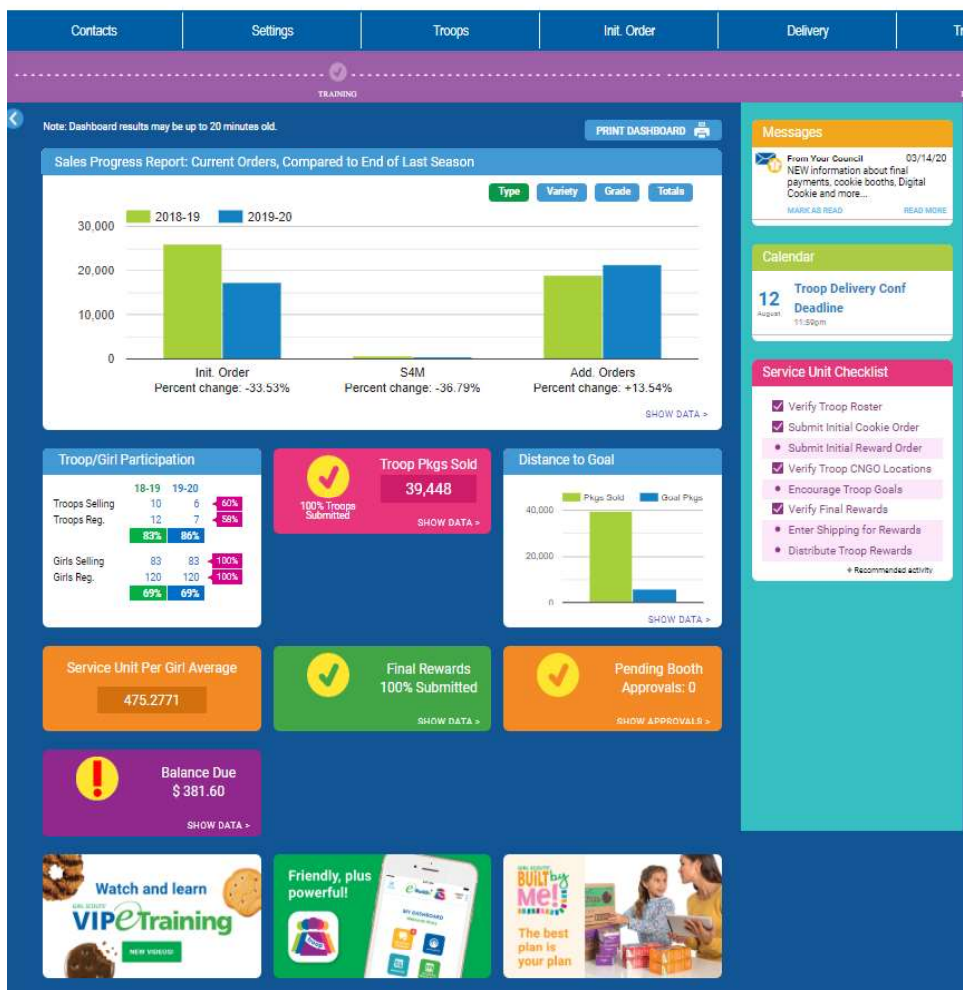 Contacts
Settings
Troops
Init. Order
Delivery
TRAINING
Note: Dashboard results may be up to 20 minutes old.
PRINT DASHBOARD
Sales Progress Report: Current Orders, Compared to End of Last Season
Type
Variety
Grade
Totals
2018-19
2019-20
30,000
20,000
10,000
0
Init. Order
Percent change: -33.53%
S4M
Percent change: -36.79%
Add. Orders
Percent change: +13.54%
SHOW DATA >
Troop/Girl Participation
18-19 19-20
Troops Selling 10 6 60%
Troops Reg. 12 7 58%
83% 86%
Girls Selling 83 83 100%
Girls Reg. 120 120 100%
69% 69%
100% Troops
Submitted
Troop Pkgs Sold
39,448
SHOW DATA >
Distance to Goal
Pkgs Sold
Goal Pkgs
40,000
20,000
0
SHOW DATA >
Service Unit Per Girl Average
475.2771
Final Rewards
100% Submitted
SHOW DATA >
Pending Booth
Approvals: 0
SHOW APPROVALS >
Balance Due
$ 381.60
SHOW DATA >
Watch and learn
GIRL SCOUTS
VIP eTraining
NEW VIDEOS!
Friendly, plus
powerful!
MY DASHBOARD
GIRL SCOUTS
BUiLT by
Me!
The best
plan is
your plan
Messages
From Your Council 03/14/20
NEW information about final
payments, cookie booths, Digital
Cookie and more...
MARK AS READ
READ MORE
Calendar
12
August
Troop Delivery Conf
Deadline
11:59pm
Service Unit Checklist
Verify Troop Roster
Submit Initial Cookie Order
Submit Initial Reward Order
Verify Troop CNGO Locations
Encourage Troop Goals
Verify Final Rewards
Enter Shipping for Rewards
Distribute Troop Rewards
+ Recommended activity